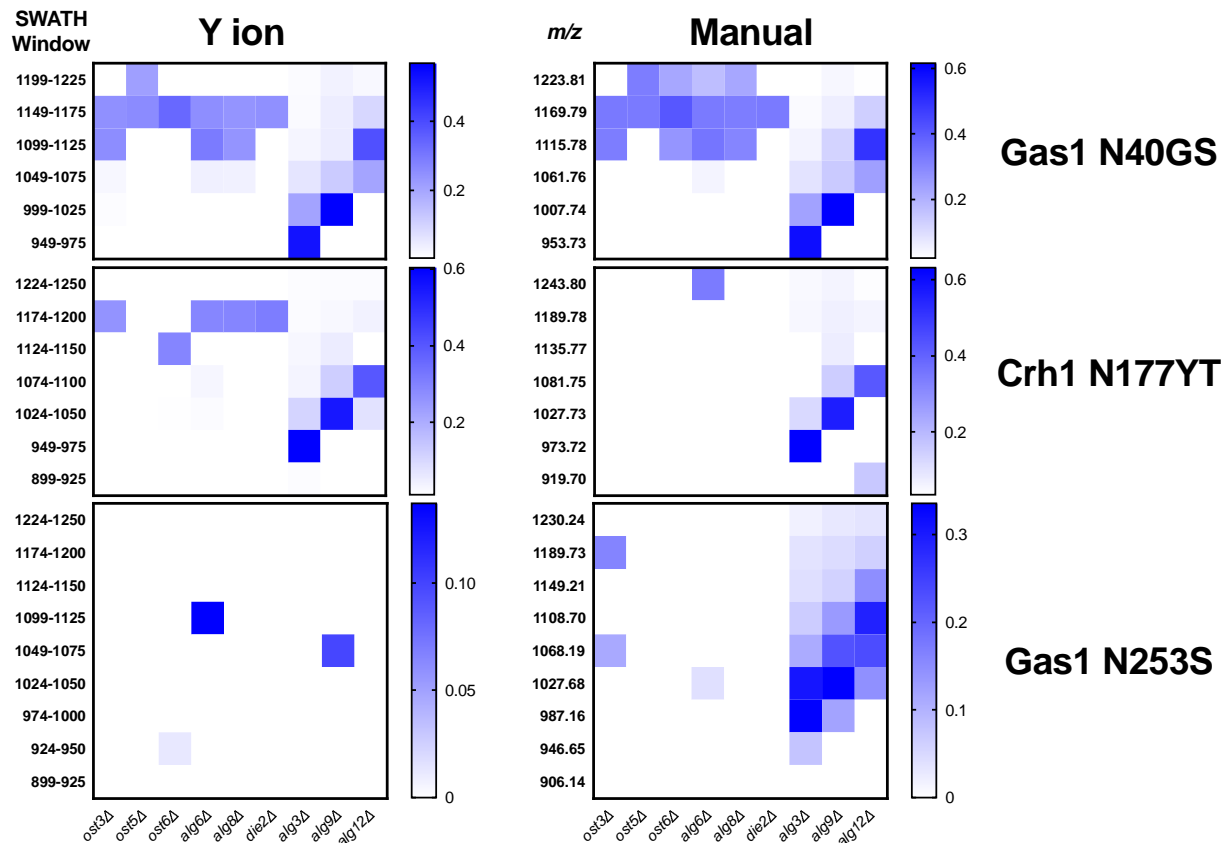 SWATH
Window
Y ion
m/z
Manual
1199-1225
1149-1175
1099-1125
1049-1075
999-1025
949-975
0.4
0.2
1223.81
1169.79
1115.78
1061.76
1007.74
953.73
0.6
0.4
0.2
Gas1 N40GS
1224-1250
1174-1200
1124-1150
1074-1100
1024-1050
949-975
899-925
0.6
0.4
0.2
1243.80
1189.78
1135.77
1081.75
1027.73
973.72
919.70
0.6
0.4
0.2
Crh1 N177YT
1224-1250
1174-1200
1124-1150
1099-1125
1049-1075
1024-1050
974-1000
924-950
899-925
0.10
0.05
0
1230.24
1189.73
1149.21
1108.70
1068.19
1027.68
987.16
946.65
906.14
0.3
0.2
0.1
0
Gas1 N253S
ost3Δ
ost5Δ
ost6Δ
alg6Δ
alg8Δ
die2Δ
alg3Δ
alg9Δ
alg12Δ
ost3Δ
ost5Δ
ost6Δ
alg6Δ
alg8Δ
die2Δ
alg3Δ
alg9Δ
alg12Δ